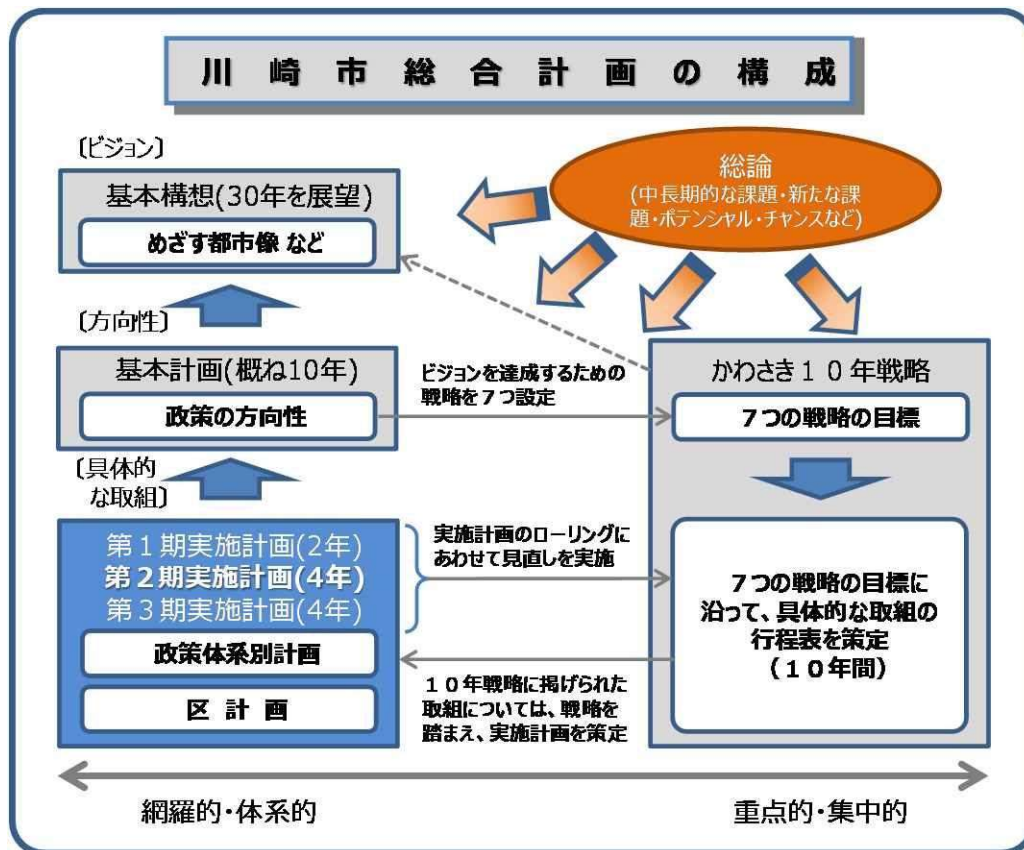 川崎市総合計画の構成
〔ビジョン〕
基本構想(30年を展望)
めざす都市像 など
総論
(中長期的な課題・新たな課
題・ポテンシャル・チャンスなど)
〔方向性〕
基本計画(概ね10年)
政策の方向性
ビジョンを達成するための
戦略を7つ設定
かわさき10年戦略
7つの戦略の目標
〔具体的
な取組〕
第1期実施計画(2年)
第2期実施計画(4年)
第3期実施計画(4年)
政策体系別計画
区 計 画
実施計画のローリングに
あわせて見直しを実施
10年戦略に掲げられた
取組については、戦略を
踏まえ、実施計画を策定
7つの戦略の目標に
沿って、具体的な取組の
行程表を策定
(10年間)
網羅的・体系的
重点的・集中的